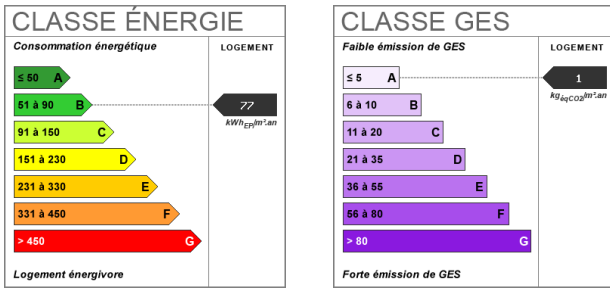 CLASSE ÉNERGIE
Consommation énergétique
LOGEMENT
≤ 50 A
51 à 90 B
77
kWhEP/m².an
91 à 150 C
151 à 230 D
231 à 330 E
331 à 450 F
> 450 G
Logement énergivore
CLASSE GES
Faible émission de GES
LOGEMENT
≤ 5 A
1
kgéqCO2/m².an
6 à 10 B
11 à 20 C
21 à 35 D
36 à 55 E
56 à 80 F
> 80 G
Forte émission de GES